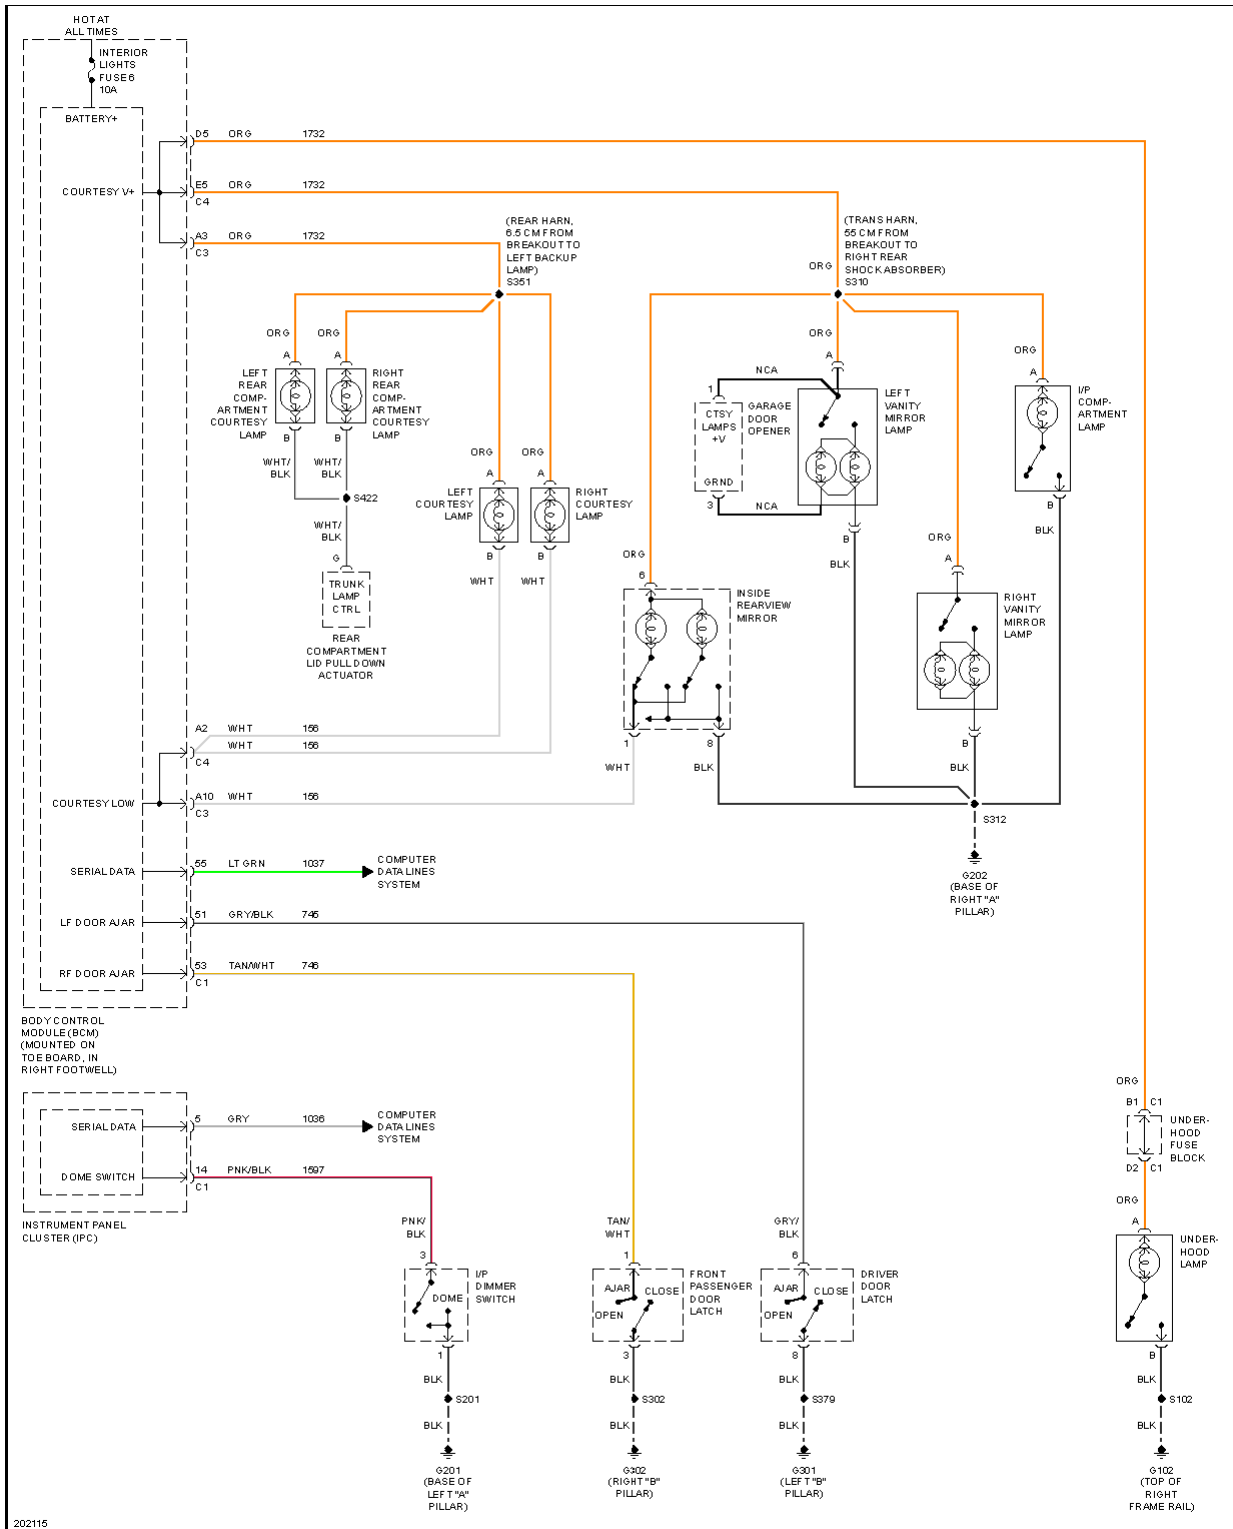 HOT AT
ALL TIMES
INTERIOR
LIGHTS
FUSE 6
10A
BATTERY+
D5 ORG 1732
COURTESY V+
E5 ORG 1732
C4
A3 ORG 1732
C3
(REAR HARN,
6.5 CM FROM
BREAKOUT TO
LEFT BACKUP
LAMP)
S351
(TRANS HARN,
55 CM FROM
BREAKOUT TO
RIGHT REAR
SHOCK ABSORBER)
S310
ORG
ORG
ORG
ORG
ORG
A
A
A
A
LEFT
REAR
COMP-
ARTMENT
COURTESY
LAMP
RIGHT
REAR
COMP-
ARTMENT
COURTESY
LAMP
B
B
WHT/
BLK
WHT/
BLK
S422
WHT/
BLK
G
TRUNK
LAMP
CTRL
REAR
COMPARTMENT
LID PULL DOWN
ACTUATOR
ORG
ORG
A
A
LEFT
COURTESY
LAMP
RIGHT
COURTESY
LAMP
B
B
WHT
WHT
NCA
1
CTSY
LAMPS
+V
GRND
3
NCA
GARAGE
DOOR
OPENER
LEFT
VANITY
MIRROR
LAMP
B
BLK
I/P
COMP-
ARTMENT
LAMP
B
BLK
ORG
6
INSIDE
REARVIEW
MIRROR
1
8
WHT
BLK
ORG
A
RIGHT
VANITY
MIRROR
LAMP
B
BLK
S312
G202
(BASE OF
RIGHT "A"
PILLAR)
A2 WHT 156
WHT 156
C4
COURTESY LOW
A10 WHT 156
C3
SERIAL DATA
55 LT GRN 1037
COMPUTER
DATA LINES
SYSTEM
LF DOOR AJAR
51 GRY/BLK 745
RF DOOR AJAR
53 TAN/WHT 746
C1
BODY CONTROL
MODULE (BCM)
(MOUNTED ON
TOE BOARD, IN
RIGHT FOOTWELL)
SERIAL DATA
5 GRY 1036
COMPUTER
DATA LINES
SYSTEM
DOME SWITCH
14 PNK/BLK 1597
C1
INSTRUMENT PANEL
CLUSTER (IPC)
PNK/
BLK
3
I/P
DIMMER
SWITCH
DOME
1
BLK
S201
BLK
G201
(BASE OF
LEFT "A"
PILLAR)
TAN/
WHT
1
FRONT
PASSENGER
DOOR
LATCH
AJAR
CLOSE
OPEN
3
BLK
S302
BLK
G302
(RIGHT "B"
PILLAR)
GRY/
BLK
6
DRIVER
DOOR
LATCH
AJAR
CLOSE
OPEN
8
BLK
S379
BLK
G301
(LEFT "B"
PILLAR)
ORG
B1 C1
UNDER-
HOOD
FUSE
BLOCK
D2 C1
ORG
A
UNDER-
HOOD
LAMP
B
BLK
S102
BLK
G102
(TOP OF
RIGHT
FRAME RAIL)
202115